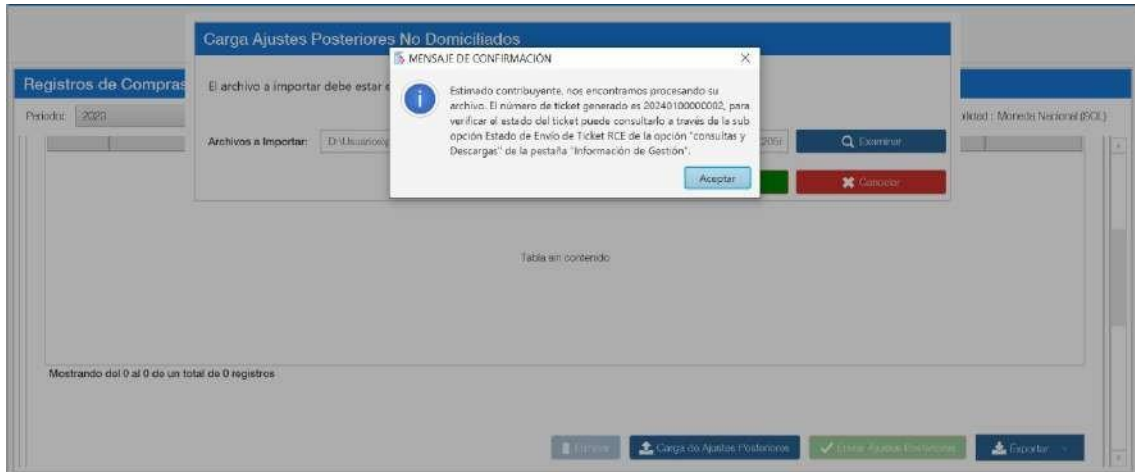 Carga Ajustes Posteriores No Domiciliados
MENSAJE DE CONFIRMACIÓN
Registros de Compras
El archivo a importar debe estar
Estimado contribuyente, nos encontramos procesando su
archivo. El número de ticket generado es 20240100000002, para
verificar el estado del ticket puede consultarlo a través de la sub
opción Estado de Envío de Ticket RCE de la opción "consultas y
Descargas" de la pestaña "Información de Gestión".
Periodo: 2020
: Moneda Nacional (SOL)
Archivos a Importar:
Examinar
Aceptar
Cancelar
Tabla sin contenido
Mostrando del 0 al 0 de un total de 0 registros
Carga de Ajustes Posteriores
Enviar Ajustes Posteriores
Exportar